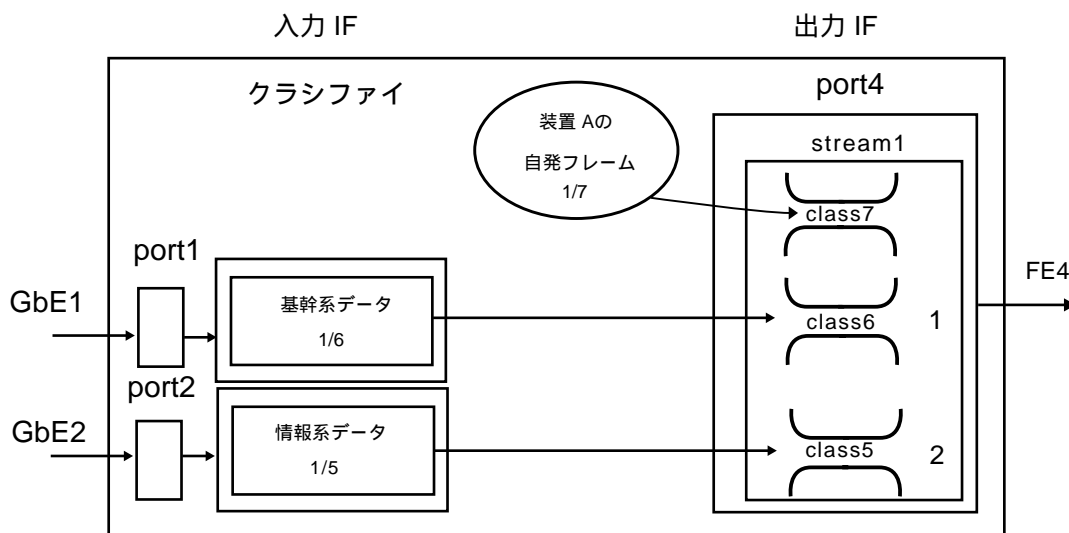 入力 IF
出力 IF
クラシファイ
port4
装置 Aの
自発フレーム
1/7
stream1
class7
port1
GbE1
基幹系データ
1/6
class6
1
FE4
port2
GbE2
情報系データ
1/5
class5
2